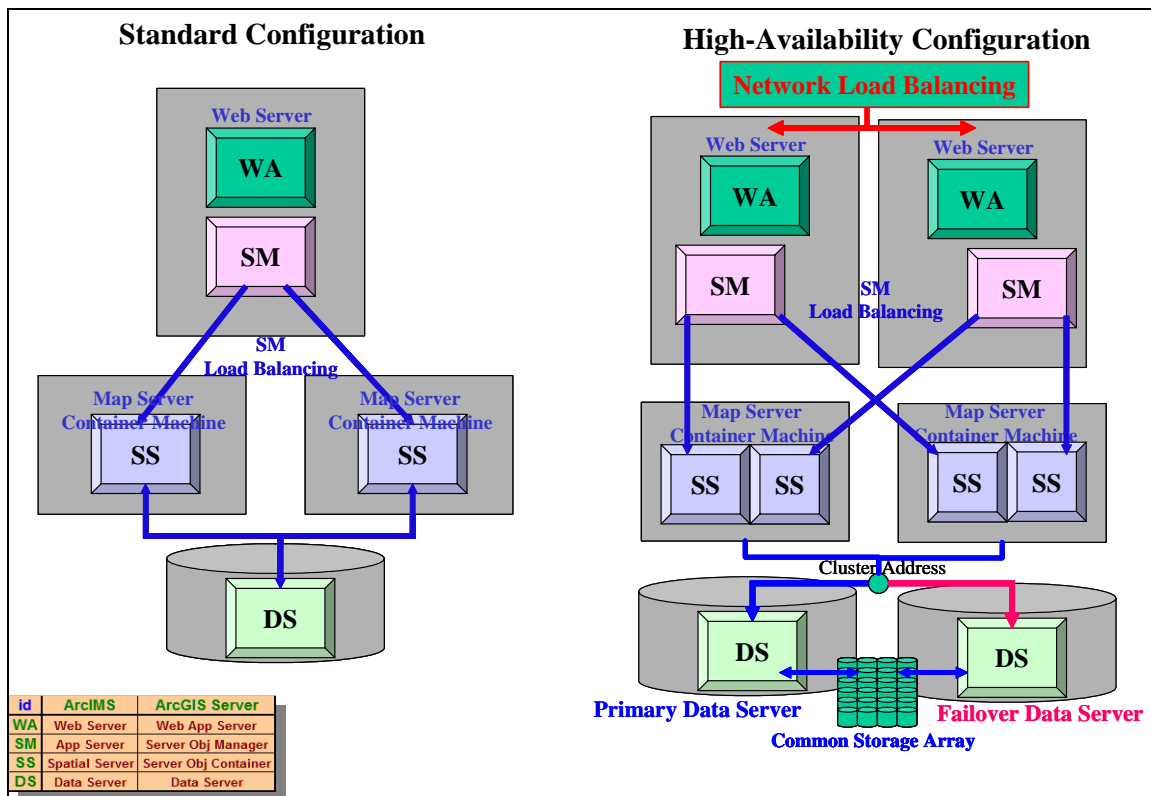 Standard Configuration
Web Server
WA
SM
SM
Load Balancing
Map Server
Container Machine
SS
Map Server
Container Machine
SS
DS
id ArcIMS ArcGIS Server
WA Web Server Web App Server
SM App Server Server Obj Manager
SS Spatial Server Server Obj Container
DS Data Server Data Server
High-Availability Configuration
Network Load Balancing
Web Server
WA
SM
Web Server
WA
SM
SM
Load Balancing
Map Server
Container Machine
SS
SS
Map Server
Container Machine
SS
SS
Cluster Address
DS
DS
Primary Data Server
Failover Data Server
Common Storage Array